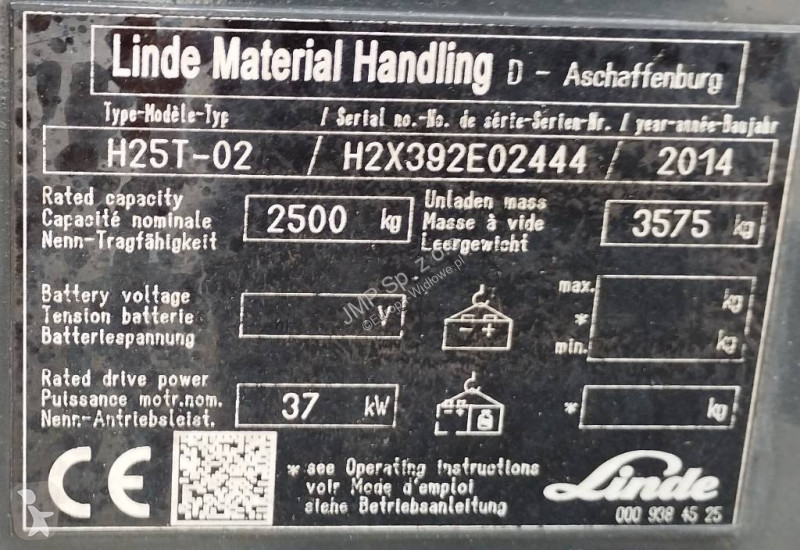 Linde Material Handling D - Aschaffenburg
Type-Modèle-Typ / Serial no.-No. de série-Serien-Nr. / year-année-Baujahr
H25T-02 / H2X392E02444 / 2014
Rated capacity
Capacité nominale
Nenn-Tragfähigkeit
2500 kg
Unladen mass
Masse à vide
Leergewicht
3575 kg
Battery voltage
Tension batterie
Batteriespannung
V
- +
max. kg
*
min. kg
Rated drive power
Puissance motr.nom.
Nenn-Antriebsleist.
37 kW
+ -
* kg
CE
* see Operating Instructions
voir Mode d'emploi
siehe Betriebsanleitung
Linde
000 938 45 25
JMP Sp. z o.o.